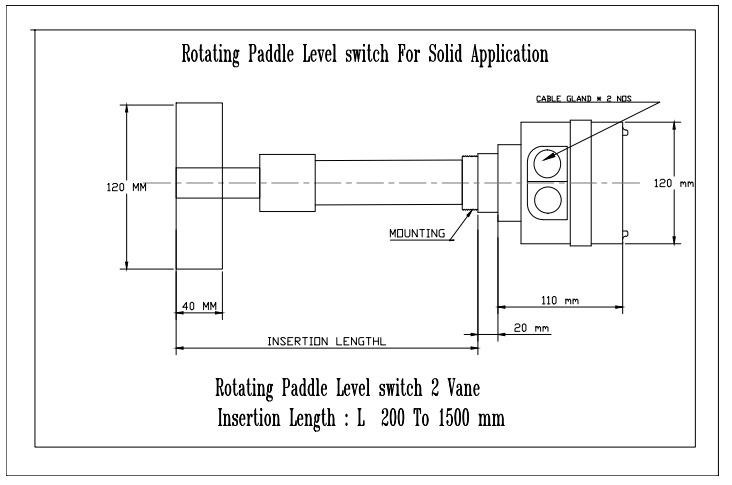 Rotating Paddle Level switch For Solid Application
CABLE GLAND * 2 NOS
120 MM
120 mm
MOUNTING
40 MM
110 mm
20 mm
INSERTION LENGTHL
Rotating Paddle Level switch 2 Vane
Insertion Length : L 200 To 1500 mm